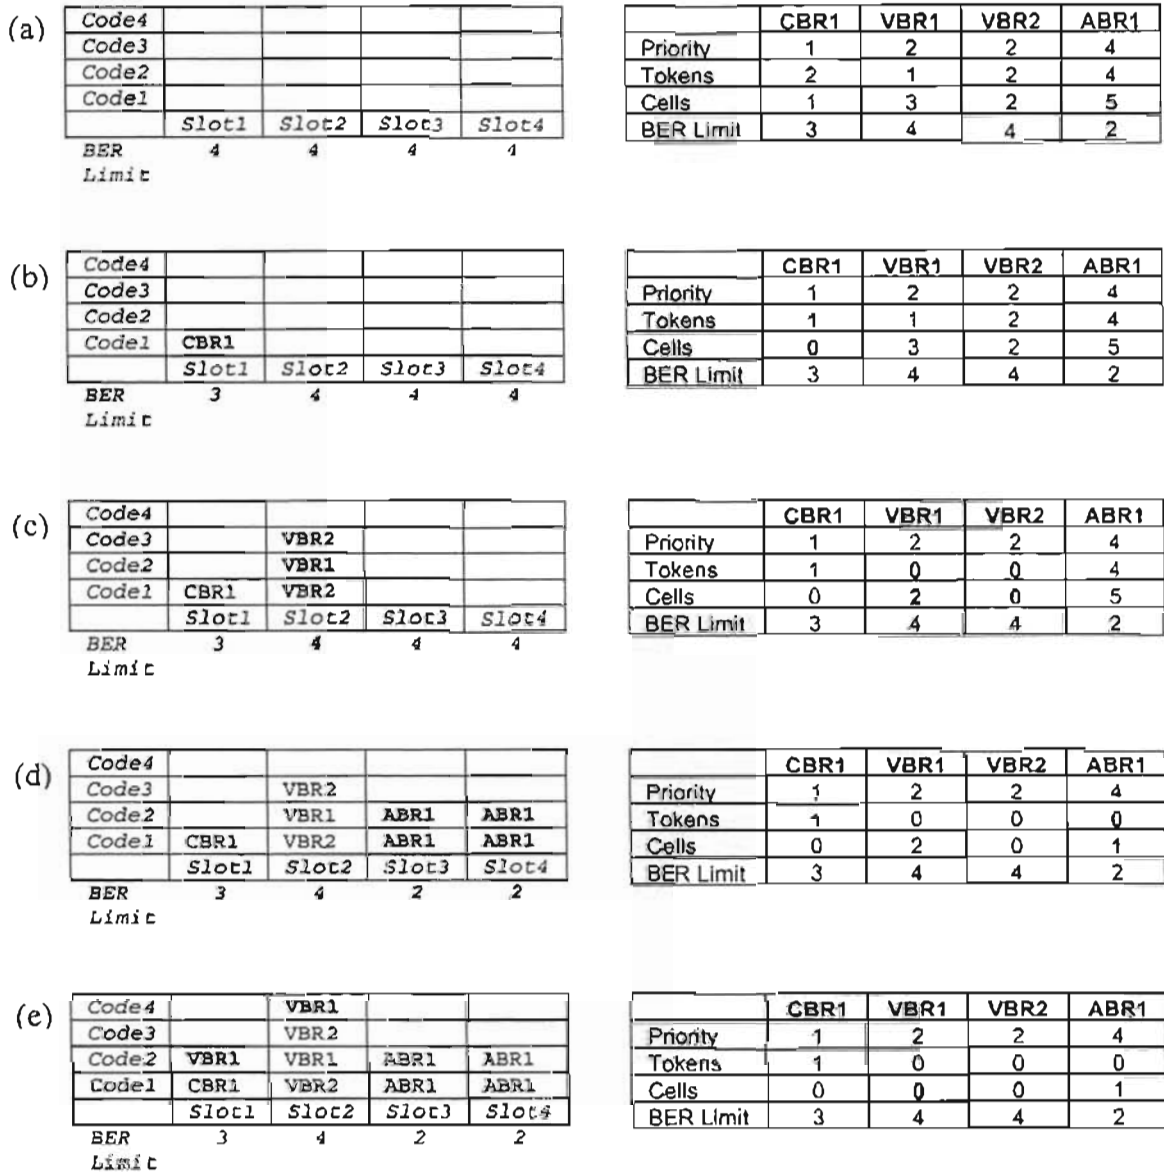 (a)
Code4
Code3
Code2
Code1
Slot1 Slot2 Slot3 Slot4
BER 4 4 4 4
Limit
CBR1 VBR1 VBR2 ABR1
Priority 1 2 2 4
Tokens 2 1 2 4
Cells 1 3 2 5
BER Limit 3 4 4 2
(b)
Code4
Code3
Code2
Code1 CBR1
Slot1 Slot2 Slot3 Slot4
BER 3 4 4 4
Limit
CBR1 VBR1 VBR2 ABR1
Priority 1 2 2 4
Tokens 1 1 2 4
Cells 0 3 2 5
BER Limit 3 4 4 2
(c)
Code4
Code3 VBR2
Code2 VBR1
Code1 CBR1 VBR2
Slot1 Slot2 Slot3 Slot4
BER 3 4 4 4
Limit
CBR1 VBR1 VBR2 ABR1
Priority 1 2 2 4
Tokens 1 0 0 4
Cells 0 2 0 5
BER Limit 3 4 4 2
(d)
Code4
Code3 VBR2
Code2 VBR1 ABR1 ABR1
Code1 CBR1 VBR2 ABR1 ABR1
Slot1 Slot2 Slot3 Slot4
BER 3 4 2 2
Limit
CBR1 VBR1 VBR2 ABR1
Priority 1 2 2 4
Tokens 1 0 0 0
Cells 0 2 0 1
BER Limit 3 4 4 2
(e)
Code4 VBR1
Code3 VBR2
Code2 VBR1 VBR1 ABR1 ABR1
Code1 CBR1 VBR2 ABR1 ABR1
Slot1 Slot2 Slot3 Slot4
BER 3 4 2 2
Limit
CBR1 VBR1 VBR2 ABR1
Priority 1 2 2 4
Tokens 1 0 0 0
Cells 0 0 0 1
BER Limit 3 4 4 2